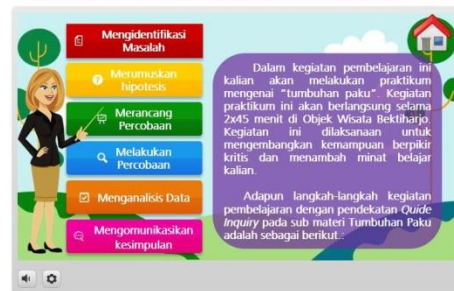 Mengidentifikasi
Masalah
Merumuskan
hipotesis
Merancang
Percobaan
Melakukan
Percobaan
Menganalisis Data
Mengomunikasikan
kesimpulan
Dalam kegiatan pembelajaran ini
kalian akan melakukan praktikum
mengenai "tumbuhan paku". Kegiatan
praktikum ini akan berlangsung selama
2x45 menit di Objek Wisata Bektiharjo.
Kegiatan ini dilaksanaan untuk
mengembangkan kemampuan berpikir
kritis dan menambah minat belajar
kalian.
Adapun langkah-langkah kegiatan
pembelajaran dengan pendekatan Quide
Inquiry pada sub materi Tumbuhan Paku
adalah sebagai berikut.: